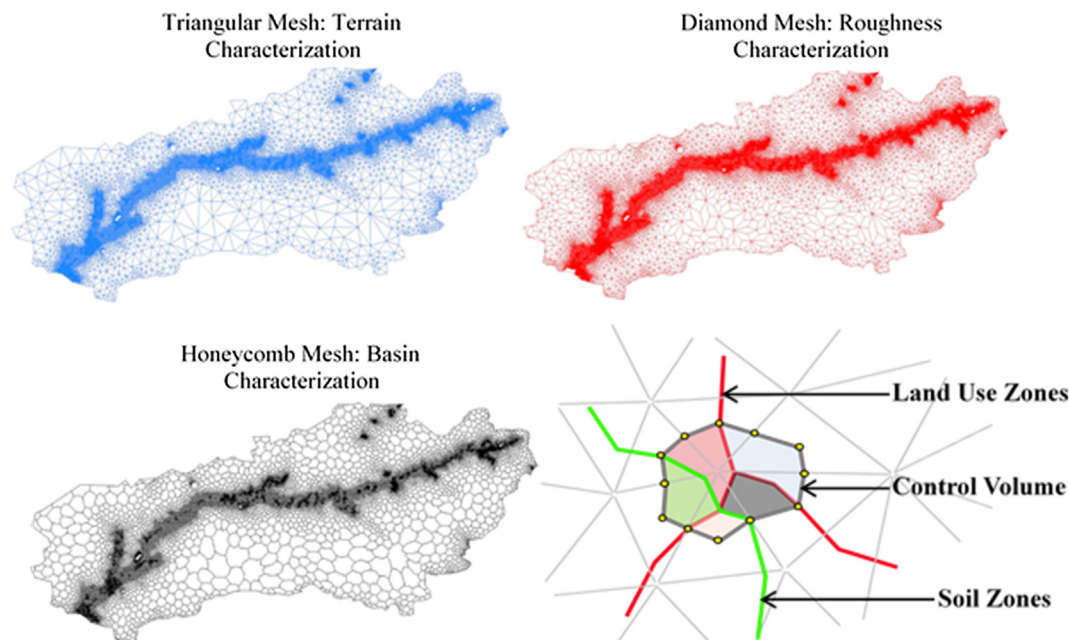 Triangular Mesh: Terrain
Characterization
Diamond Mesh: Roughness
Characterization
Honeycomb Mesh: Basin
Characterization
Land Use Zones
Control Volume
Soil Zones